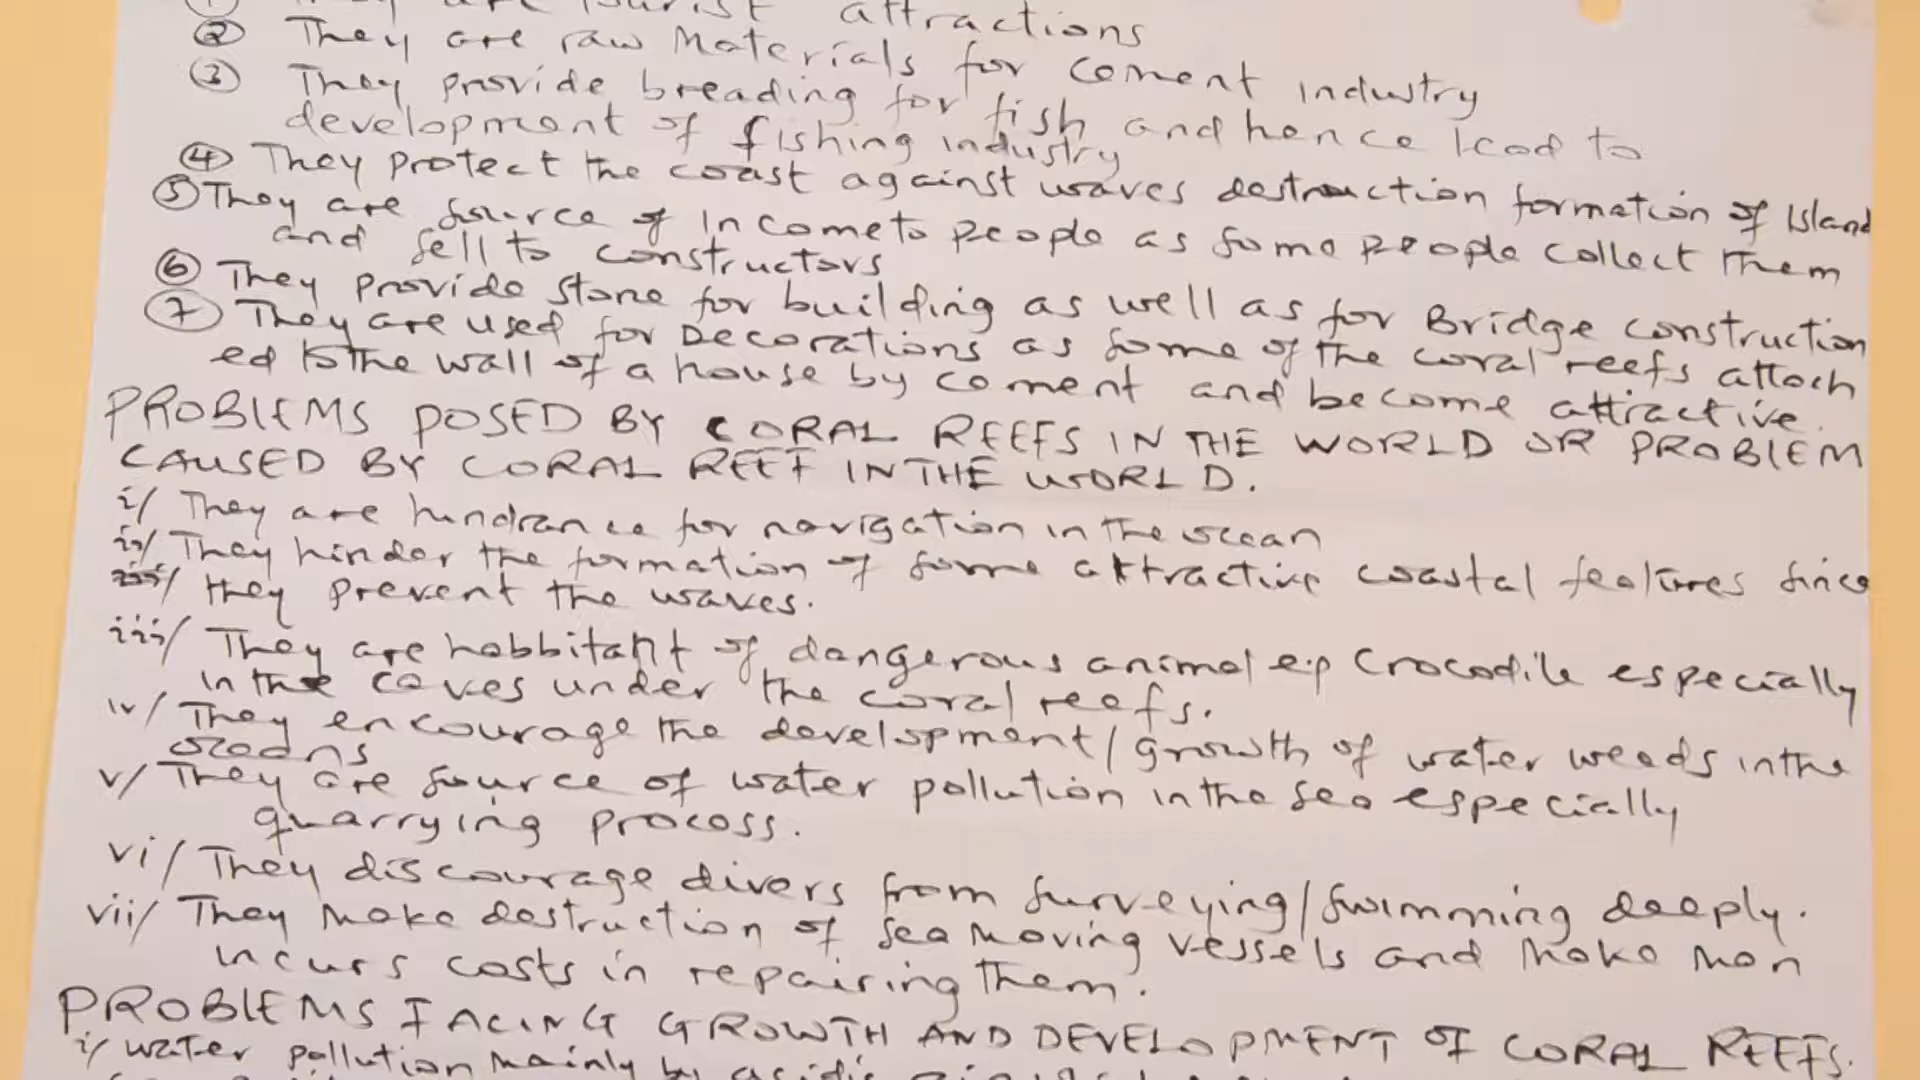 ① They are tourist attractions
② They are raw materials for cement industry
③ They provide breading for fish and hence lead to
development of fishing industry
④ They protect the coast against waves destruction formation of Island
⑤ They are source of income to people as some people collect them
and sell to constructors
⑥ They provide stone for building as well as for Bridge construction
⑦ They are used for Decorations as some of the coral reefs attach
ed to the wall of a house by cement and become attractive.
PROBLEMS POSED BY CORAL REEFS IN THE WORLD OR PROBLEM
CAUSED BY CORAL REEF IN THE WORLD.
i/ They are hindrance for navigation in the ocean
ii/ They hinder the formation of some attractive coastal features since
they prevent the waves.
iii/ They are habbitant of dangerous animal e.g Crocodile especially
in the caves under the coral reefs.
iv/ They encourage the development/growth of water weeds in the
oceans
v/ They are source of water pollution in the sea especially
quarrying process.
vi/ They discourage divers from surveying/swimming deeply.
vii/ They make destruction of sea moving vessels and make man
incurs costs in repairing them.
PROBLEMS FACING GROWTH AND DEVELOPMENT OF CORAL REEFS.
i/ water pollution mainly by